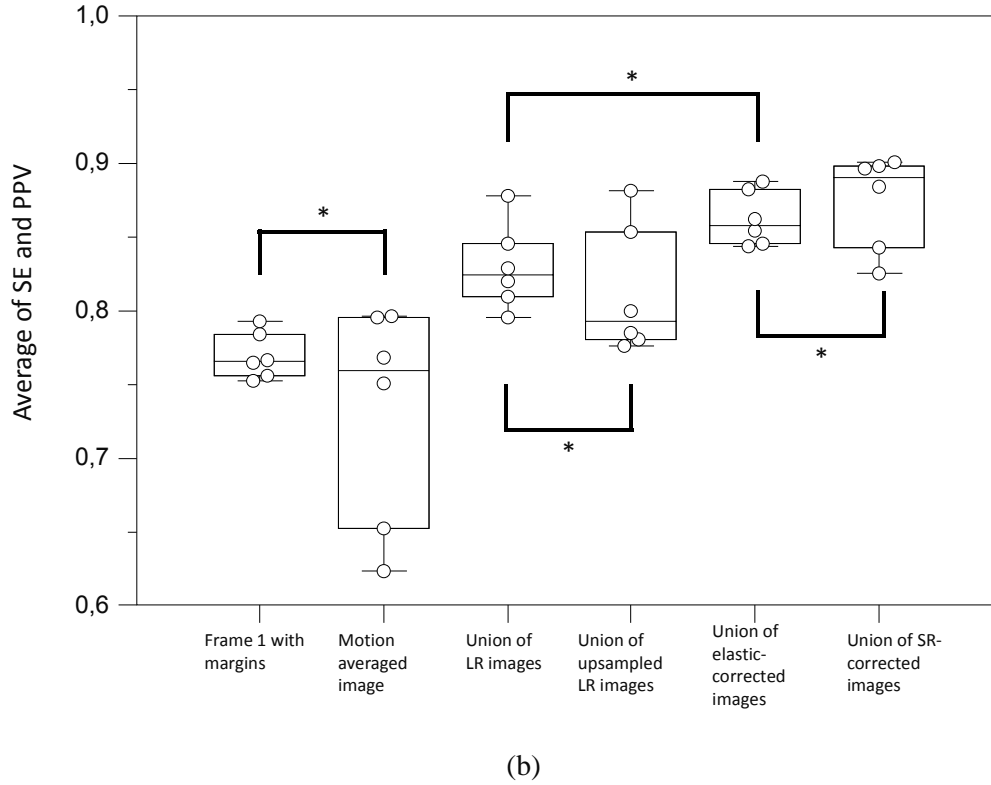 1,0
0,9
0,8
0,7
0,6
Average of SE and PPV
*
*
*
*
Frame 1 with
margins
Motion
averaged
image
Union of
LR images
Union of
upsampled
LR images
Union of
elastic-
corrected
images
Union of SR-
corrected
images
(b)